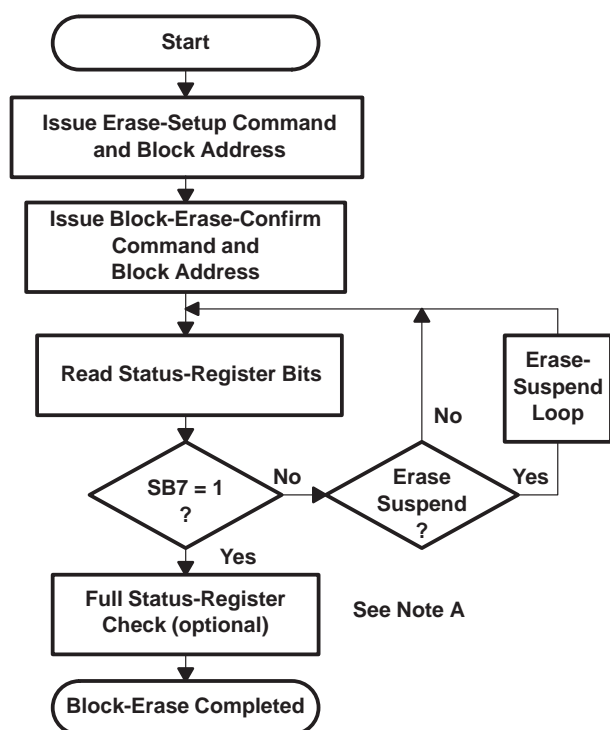 Start
Issue Erase-Setup Command
and Block Address
Issue Block-Erase-Confirm
Command and
Block Address
Read Status-Register Bits
Erase-
Suspend
Loop
No
SB7 = 1
?
No
Erase
Suspend
?
Yes
Yes
Full Status-Register
Check (optional)
See Note A
Block-Erase Completed